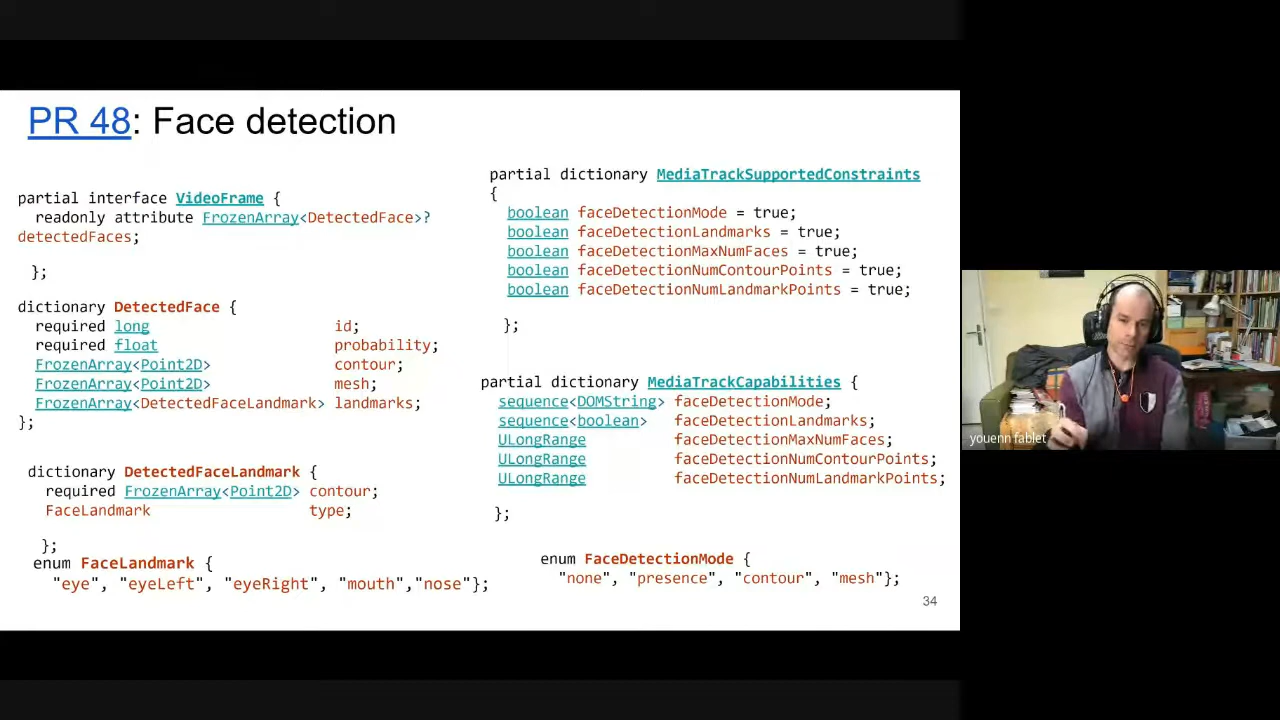 PR 48: Face detection
partial interface VideoFrame {
readonly attribute FrozenArray<DetectedFace>?
detectedFaces;
};
dictionary DetectedFace {
required long id;
required float probability;
FrozenArray<Point2D> contour;
FrozenArray<Point2D> mesh;
FrozenArray<DetectedFaceLandmark> landmarks;
};
dictionary DetectedFaceLandmark {
required FrozenArray<Point2D> contour;
FaceLandmark type;
};
enum FaceLandmark {
"eye", "eyeLeft", "eyeRight", "mouth","nose"};
partial dictionary MediaTrackSupportedConstraints
{
boolean faceDetectionMode = true;
boolean faceDetectionLandmarks = true;
boolean faceDetectionMaxNumFaces = true;
boolean faceDetectionNumContourPoints = true;
boolean faceDetectionNumLandmarkPoints = true;
};
partial dictionary MediaTrackCapabilities {
sequence<DOMString> faceDetectionMode;
sequence<boolean> faceDetectionLandmarks;
ULongRange faceDetectionMaxNumFaces;
ULongRange faceDetectionNumContourPoints;
ULongRange faceDetectionNumLandmarkPoints;
};
enum FaceDetectionMode {
"none", "presence", "contour", "mesh"};
34
youenn fablet